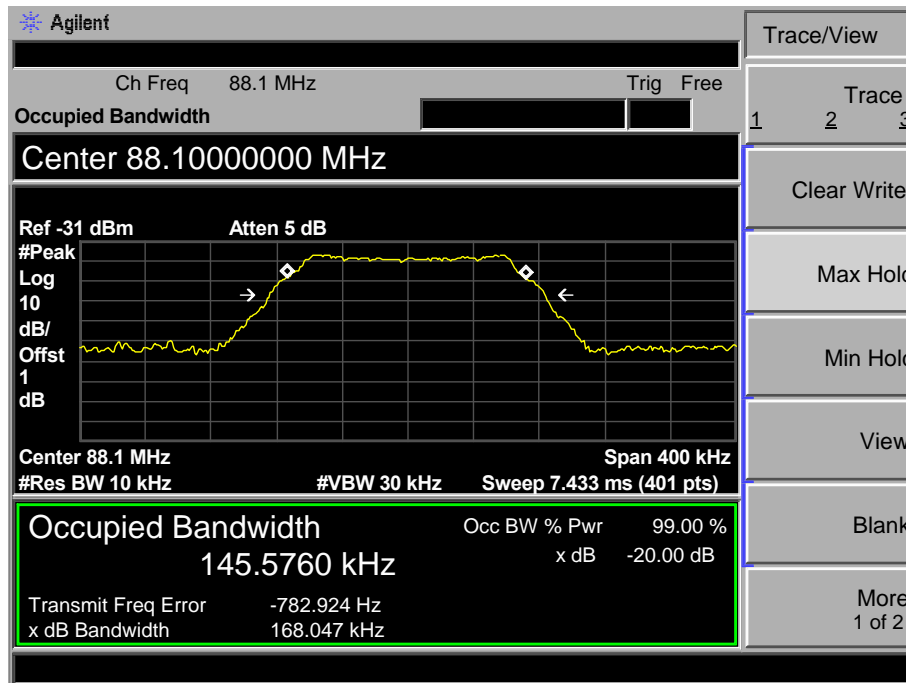 Agilent
Trace/View
Ch Freq 88.1 MHz Trig Free
Occupied Bandwidth
Trace
1 2 3
Center 88.10000000 MHz
Clear Write
Ref -31 dBm Atten 5 dB
#Peak
Log
10
dB/
Offst
1
dB
Max Hold
Min Hold
Center 88.1 MHz Span 400 kHz
#Res BW 10 kHz #VBW 30 kHz Sweep 7.433 ms (401 pts)
View
Occupied Bandwidth
145.5760 kHz
Occ BW % Pwr 99.00 %
x dB -20.00 dB
Blank
Transmit Freq Error -782.924 Hz
x dB Bandwidth 168.047 kHz
More
1 of 2